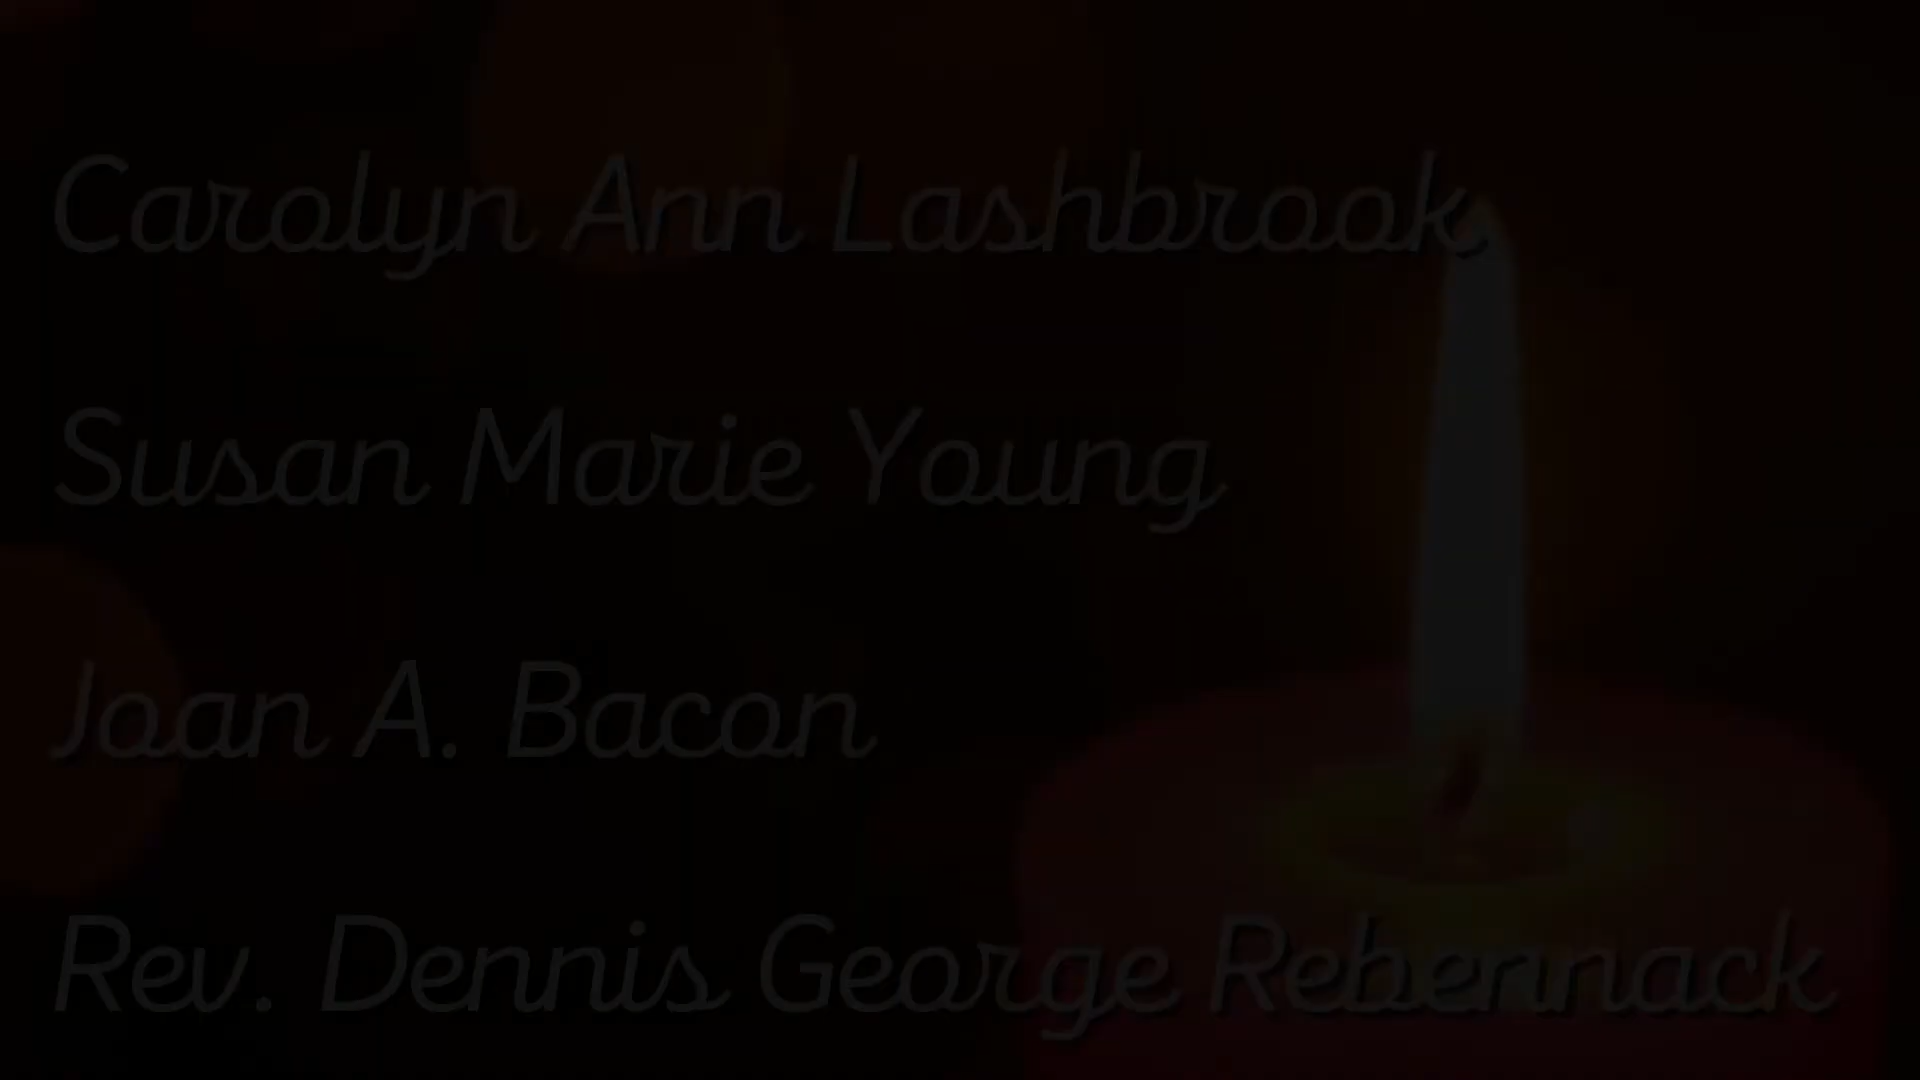 Carolyn Ann Lashbrook
Susan Marie Young
Joan A. Bacon
Rev. Dennis George Rebennack